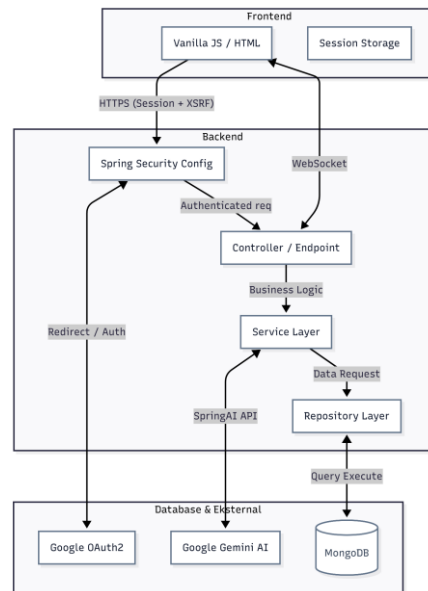 Frontend
Vanilla JS / HTML
Session Storage
HTTPS (Session + XSRF)
Backend
Spring Security Config
WebSocket
Authenticated req
Controller / Endpoint
Business Logic
Redirect / Auth
Service Layer
Data Request
SpringAI API
Repository Layer
Query Execute
Database & Eksternal
Google OAuth2
Google Gemini AI
MongoDB